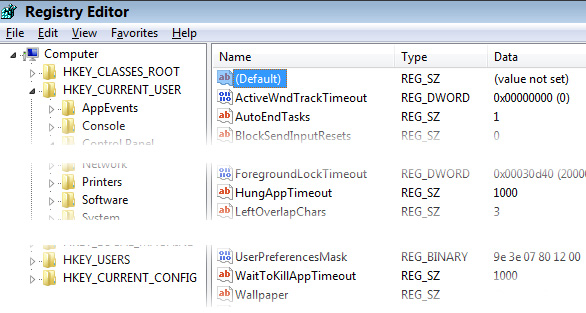 Registry Editor
File Edit View Favorites Help
Computer
HKEY_CLASSES_ROOT
HKEY_CURRENT_USER
AppEvents
Console
Control Panel
Network
Printers
Software
System
HKEY_USERS
HKEY_CURRENT_CONFIG
Name Type Data
(Default) REG_SZ (value not set)
ActiveWndTrackTimeout REG_DWORD 0x00000000 (0)
AutoEndTasks REG_SZ 1
BlockSendInputResets REG_SZ 0
ForegroundLockTimeout REG_DWORD 0x00030d40 (20000
HungAppTimeout REG_SZ 1000
LeftOverlapChars REG_SZ 3
UserPreferencesMask REG_BINARY 9e 3e 07 80 12 00
WaitToKillAppTimeout REG_SZ 1000
Wallpaper REG_SZ